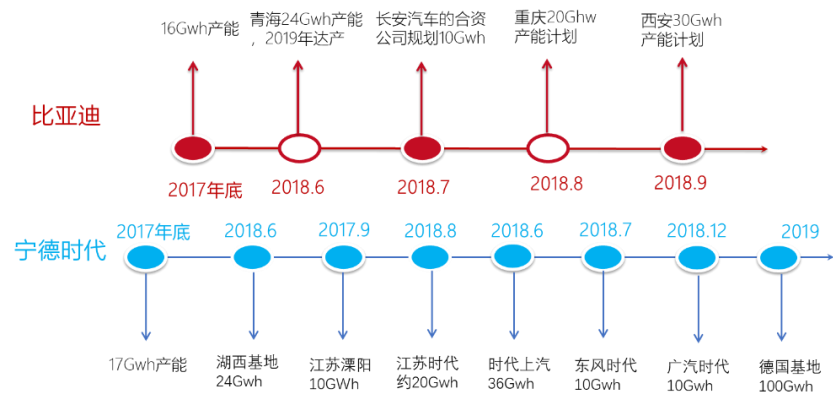 16Gwh产能
青海24Gwh产能
，2019年达产
长安汽车的合资
公司规划10Gwh
重庆20Ghw
产能计划
西安30Gwh
产能计划
比亚迪
2017年底
2018.6
2018.7
2018.8
2018.9
宁德时代
2017年底
2018.6
2017.9
2018.8
2018.6
2018.7
2018.12
2019
17Gwh产能
湖西基地
24Gwh
江苏溧阳
10GWh
江苏时代
约20Gwh
时代上汽
36Gwh
东风时代
10Gwh
广汽时代
10Gwh
德国基地
100Gwh